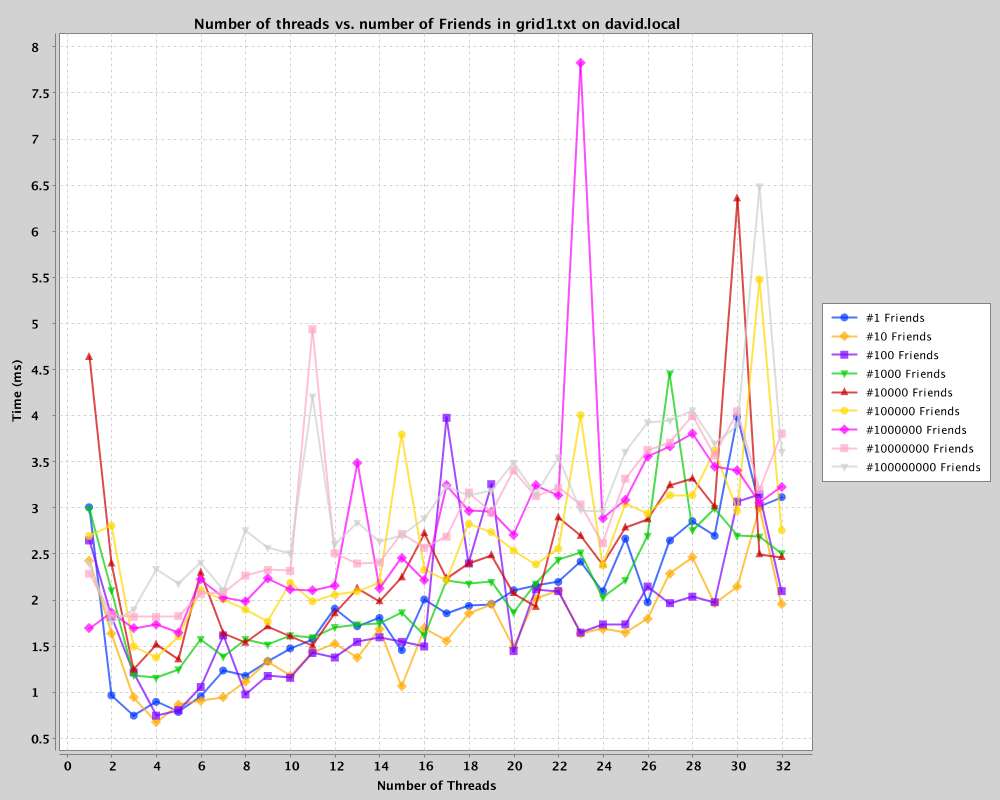 Number of threads vs. number of Friends in grid1.txt on david.local
8
7.5
7
6.5
6
5.5
5
4.5
4
3.5
3
2.5
2
1.5
1
0.5
Time (ms)
0 2 4 6 8 10 12 14 16 18 20 22 24 26 28 30 32
Number of Threads
#1 Friends
#10 Friends
#100 Friends
#1000 Friends
#10000 Friends
#100000 Friends
#1000000 Friends
#10000000 Friends
#100000000 Friends